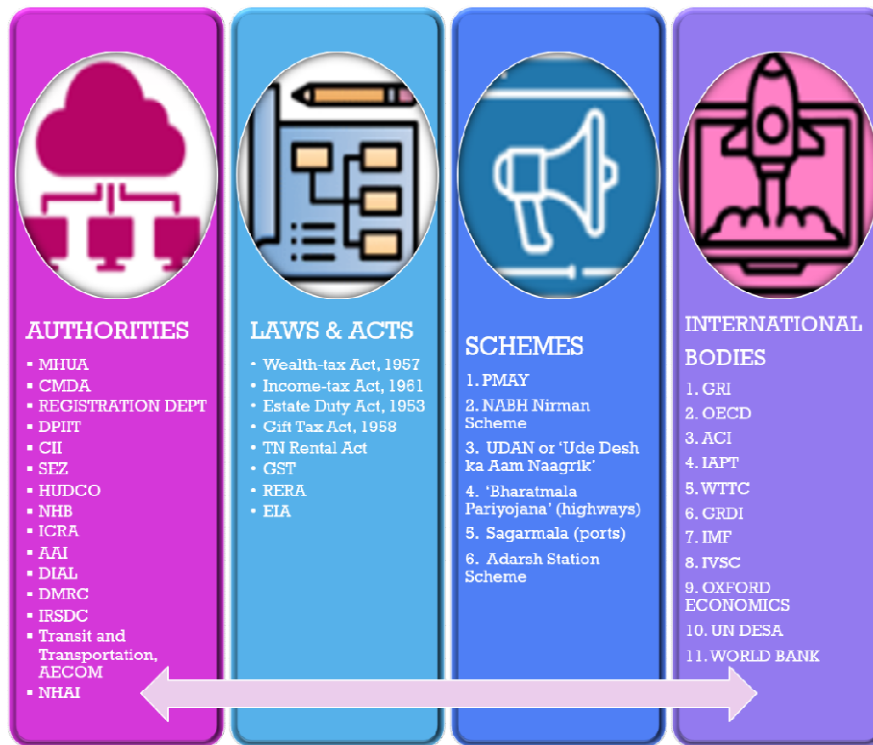 AUTHORITIES
▪ MHUA
▪ CMDA
▪ REGISTRATION DEPT
▪ DPIIT
▪ CII
▪ SEZ
▪ HUDCO
▪ NHB
▪ ICRA
▪ AAI
▪ DIAL
▪ DMRC
▪ IRSDC
▪ Transit and
Transportation,
AECOM
▪ NHAI
LAWS & ACTS
• Wealth-tax Act, 1957
• Income-tax Act, 1961
• Estate Duty Act, 1953
• Gift Tax Act, 1958
• TN Rental Act
• GST
• RERA
• EIA
SCHEMES
1. PMAY
2. NABH Nirman
Scheme
3. UDAN or ‘Ude Desh
ka Aam Naagrik’
4. ‘Bharatmala
Pariyojana’ (highways)
5. Sagarmala (ports)
6. Adarsh Station
Scheme
INTERNATIONAL
BODIES
1. GRI
2. OECD
3. ACI
4. IAPT
5. WTTC
6. GRDI
7. IMF
8. IVSC
9. OXFORD
ECONOMICS
10. UN DESA
11. WORLD BANK